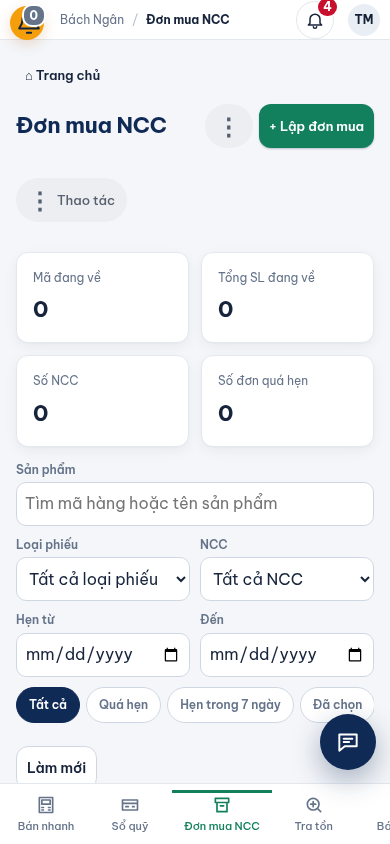 0 Bách Ngân / Đơn mua NCC 4 TM
⌂ Trang chủ
Đơn mua NCC ⋮ + Lập đơn mua
⋮ Thao tác
Mã đang về
0
Tổng SL đang về
0
Số NCC
0
Số đơn quá hẹn
0
Sản phẩm
Tìm mã hàng hoặc tên sản phẩm
Loại phiếu NCC
Tất cả loại phiếu Tất cả NCC
Hẹn từ Đến
mm/dd/yyyy mm/dd/yyyy
Tất cả Quá hẹn Hẹn trong 7 ngày Đã chọn
Làm mới
Bán nhanh Sổ quỹ Đơn mua NCC Tra tồn